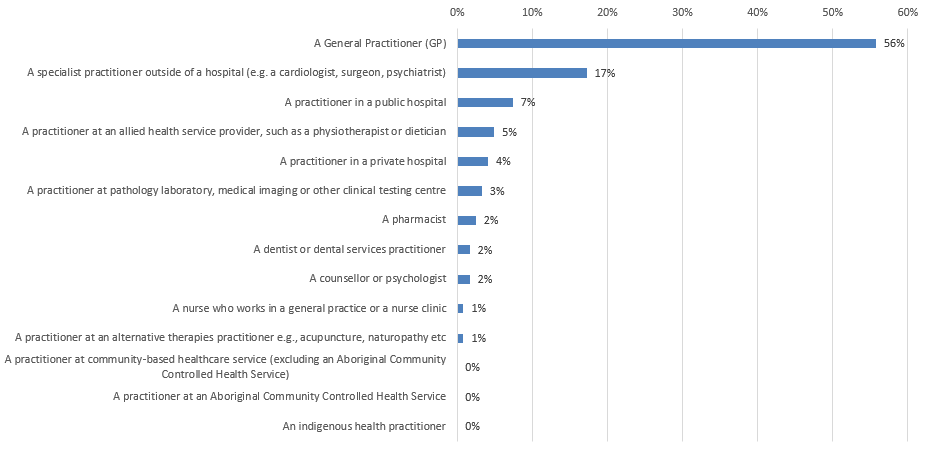 0% 10% 20% 30% 40% 50% 60%
A General Practitioner (GP) 56%
A specialist practitioner outside of a hospital (e.g. a cardiologist, surgeon, psychiatrist) 17%
A practitioner in a public hospital 7%
A practitioner at an allied health service provider, such as a physiotherapist or dietician 5%
A practitioner in a private hospital 4%
A practitioner at pathology laboratory, medical imaging or other clinical testing centre 3%
A pharmacist 2%
A dentist or dental services practitioner 2%
A counsellor or psychologist 2%
A nurse who works in a general practice or a nurse clinic 1%
A practitioner at an alternative therapies practitioner e.g., acupuncture, naturopathy etc 1%
A practitioner at community-based healthcare service (excluding an Aboriginal Community
Controlled Health Service) 0%
A practitioner at an Aboriginal Community Controlled Health Service 0%
An indigenous health practitioner 0%